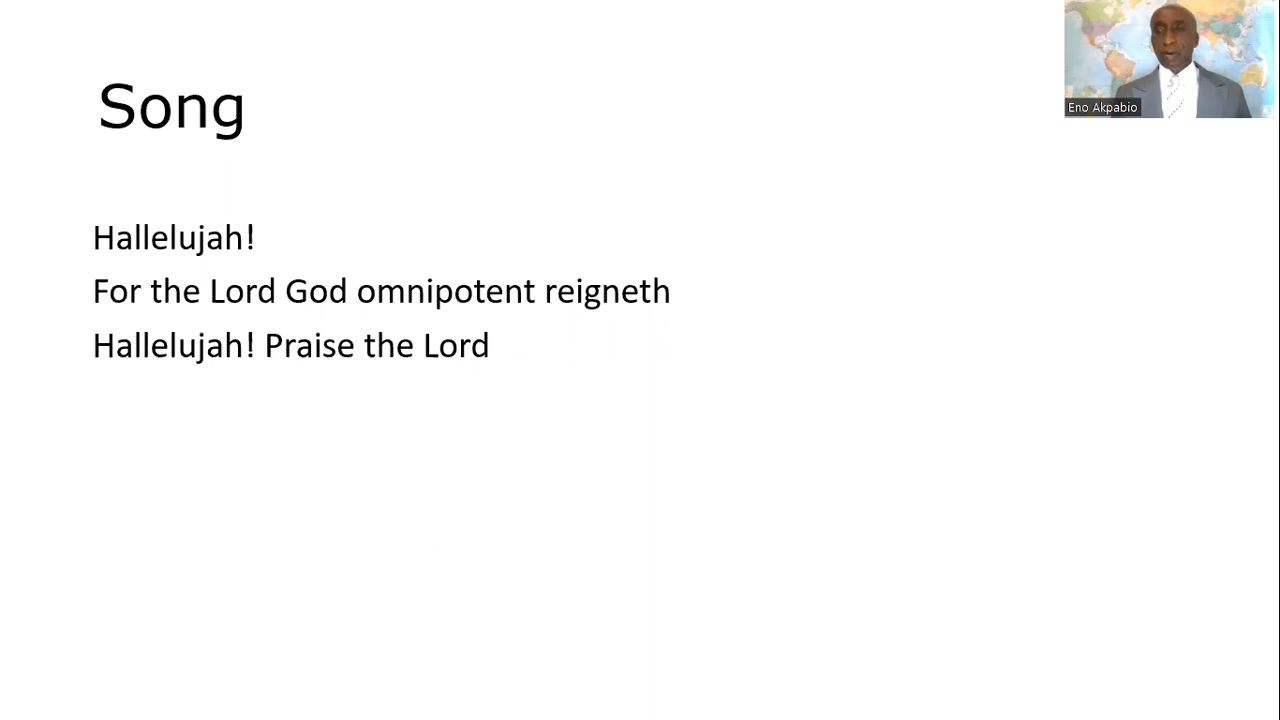 Song
Eno Akpabio
Hallelujah!
For the Lord God omnipotent reigneth
Hallelujah! Praise the Lord